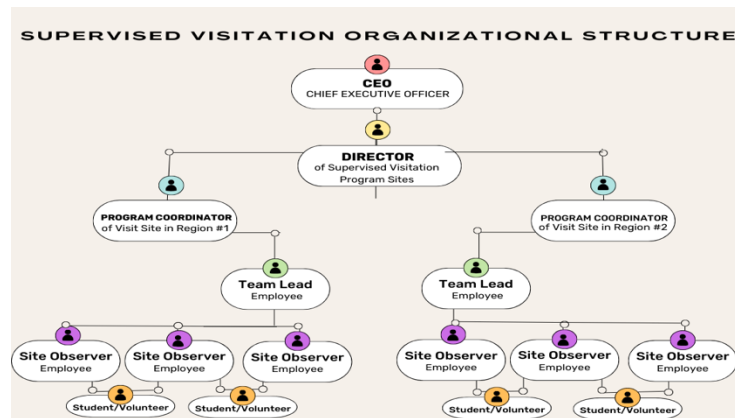 SUPERVISED VISITATION ORGANIZATIONAL STRUCTURE
CEO
CHIEF EXECUTIVE OFFICER
DIRECTOR
of Supervised Visitation
Program Sites
PROGRAM COORDINATOR
of Visit Site in Region #1
PROGRAM COORDINATOR
of Visit Site in Region #2
Team Lead
Employee
Team Lead
Employee
Site Observer
Employee
Site Observer
Employee
Site Observer
Employee
Site Observer
Employee
Site Observer
Employee
Site Observer
Employee
Student/Volunteer
Student/Volunteer
Student/Volunteer
Student/Volunteer